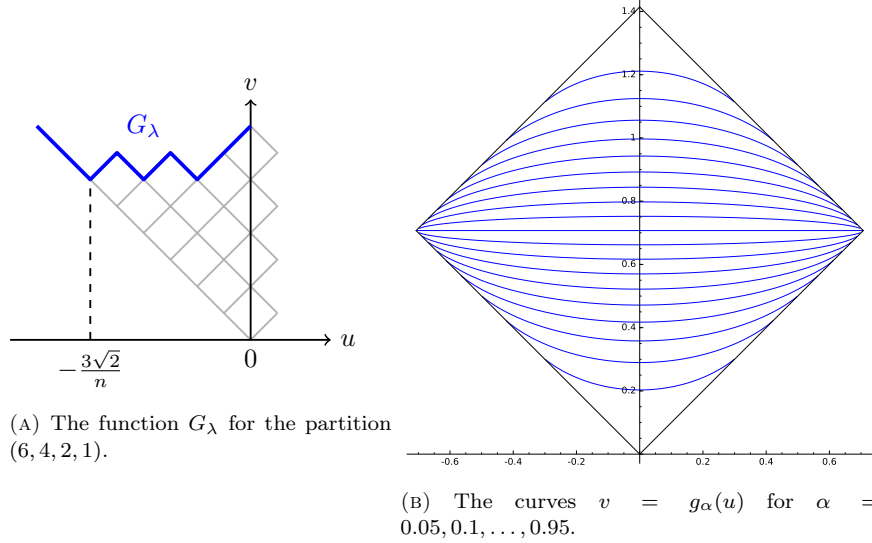 v
G_λ
u
0
-\frac{3\sqrt{2}}{n}
(A) The function G_λ for the partition
(6, 4, 2, 1).
1.4
1.2
1
0.8
0.6
0.4
0.2
-0.6 -0.4 -0.2 0.2 0.4 0.6
(B) The curves v = g_α(u) for α =
0.05, 0.1, . . . , 0.95.